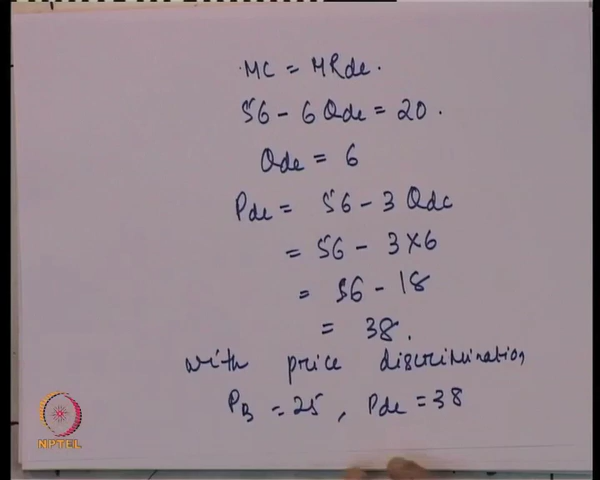 MC = MRde.
56 - 6 Qde = 20.
Qde = 6
Pde = 56 - 3 Qde
= 56 - 3×6
= 56 - 18
= 38.
with price discrimination
PB = 25, Pde = 38
NPTEL